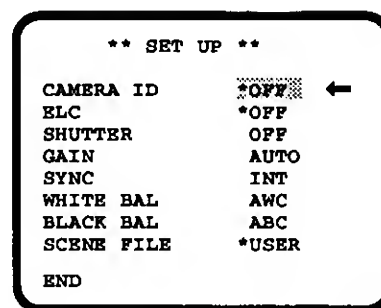 ** SET UP **
CAMERA ID *OFF ←
ELC *OFF
SHUTTER OFF
GAIN AUTO
SYNC INT
WHITE BAL AWC
BLACK BAL ABC
SCENE FILE *USER
END